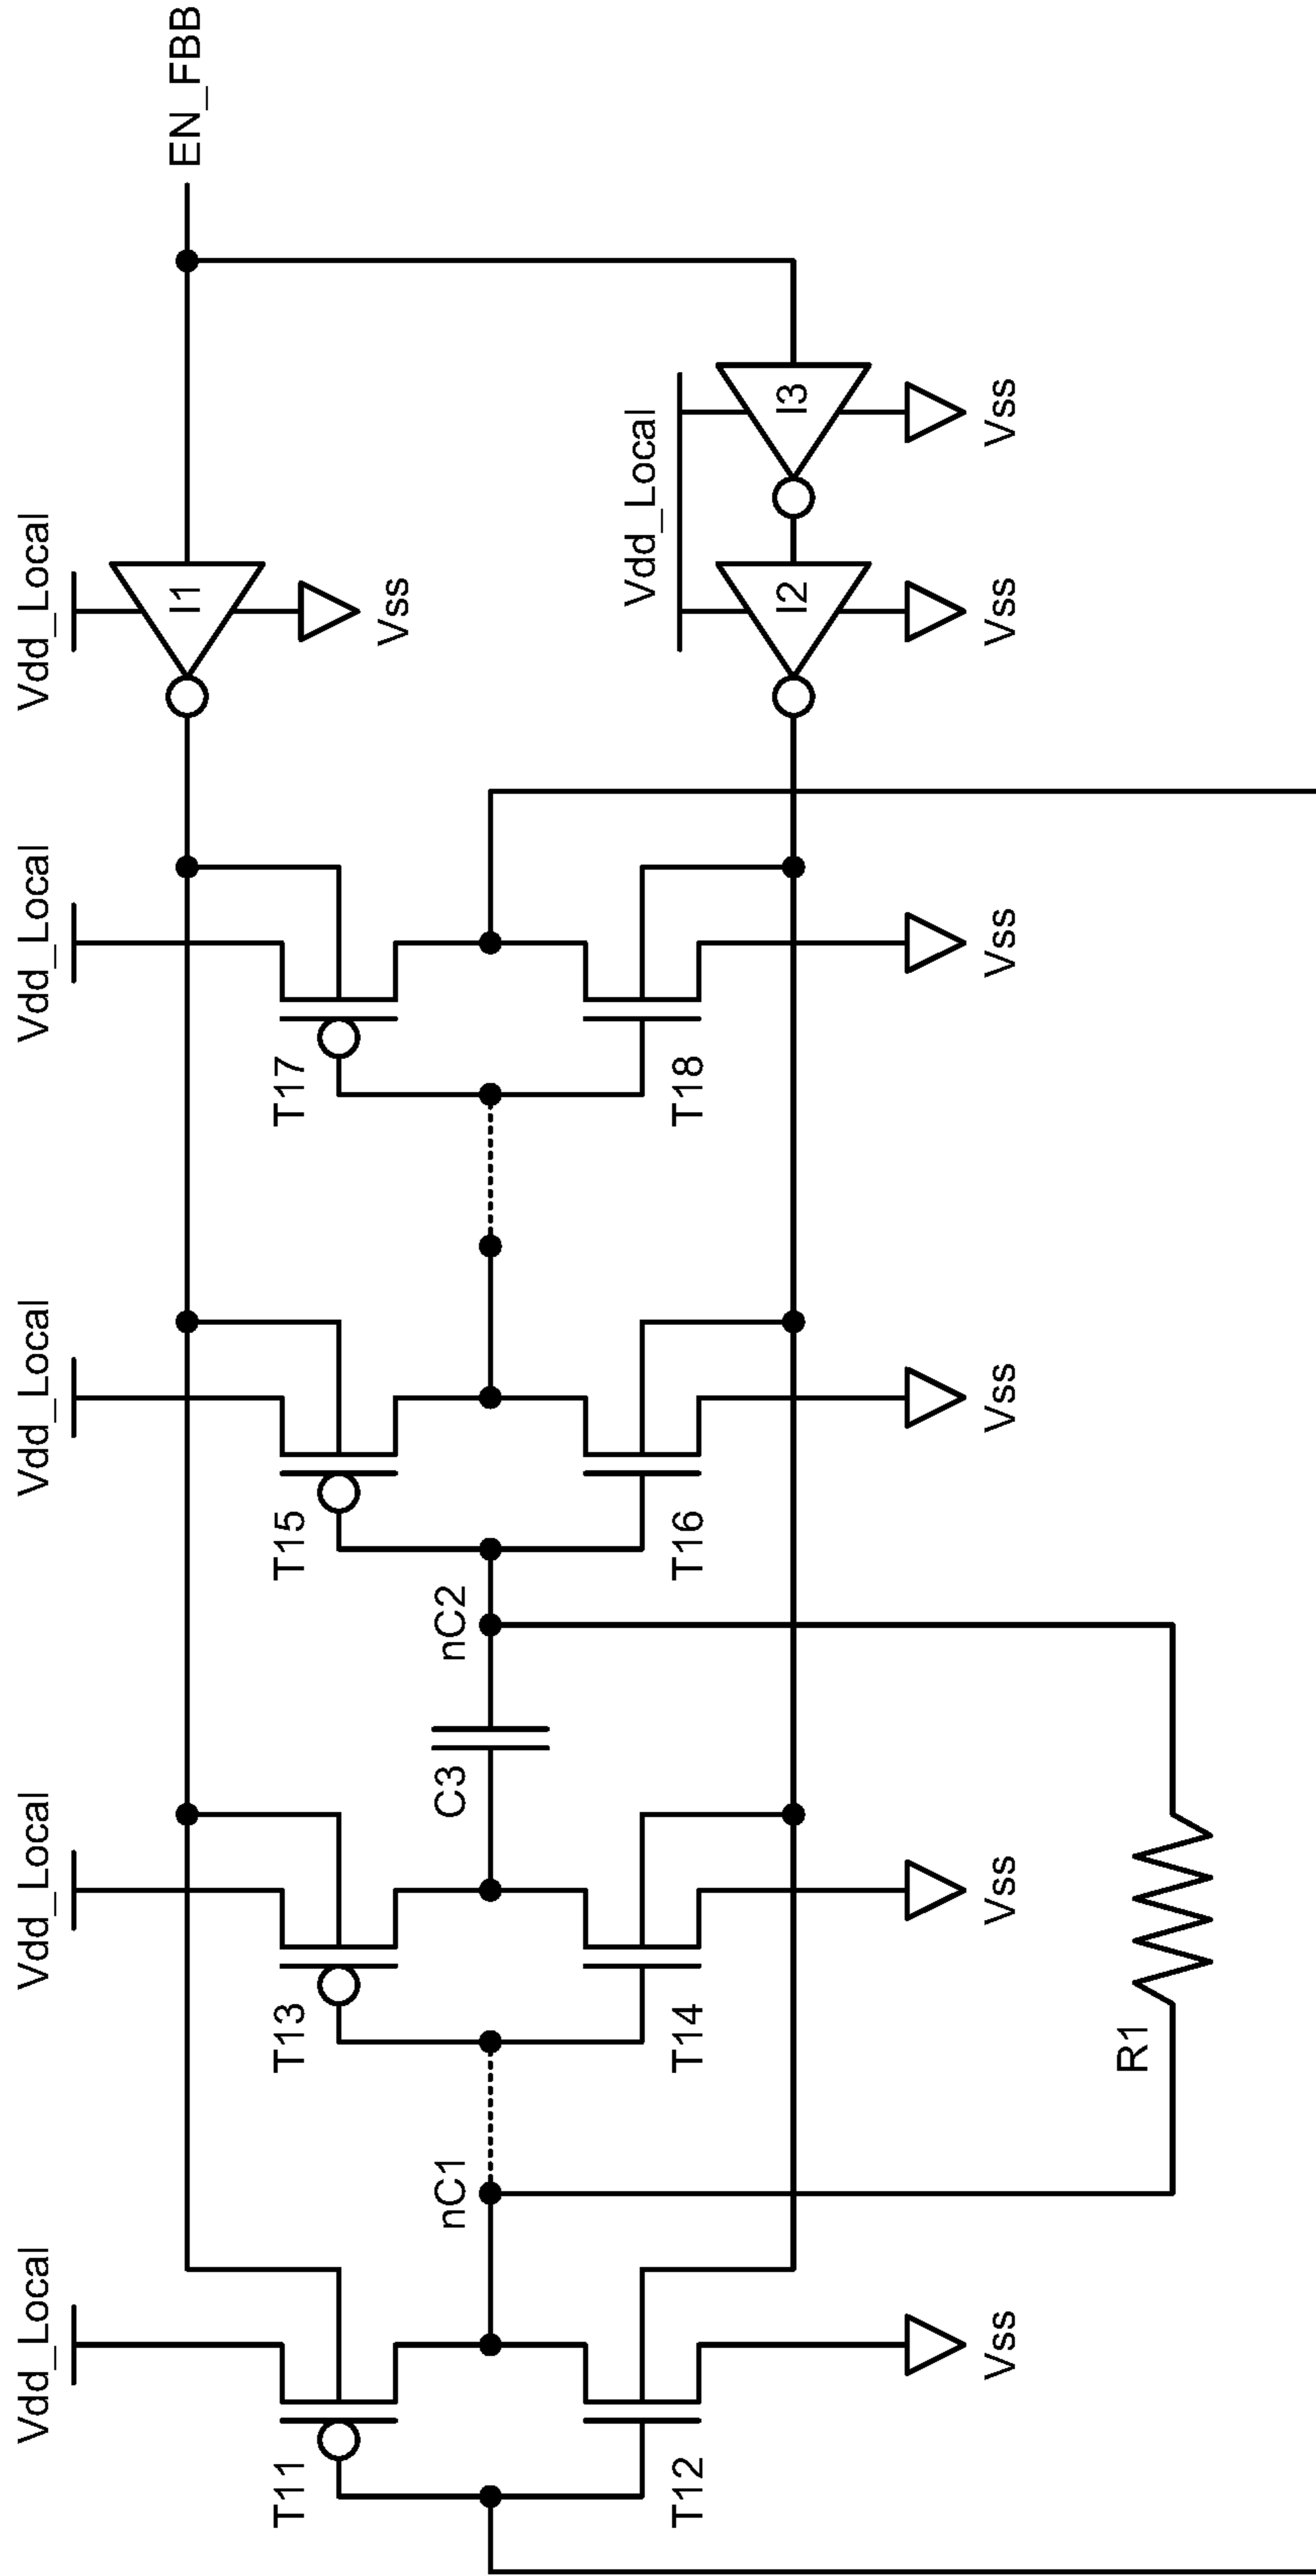 Vdd_Local
Vdd_Local
Vdd_Local
Vdd_Local
Vdd_Local
EN_FBB
I1
Vss
T11
T13
T15
T17
nC1
C3
nC2
Vdd_Local
T12
T14
T16
T18
I2
I3
Vss
Vss
Vss
Vss
Vss
Vss
R1